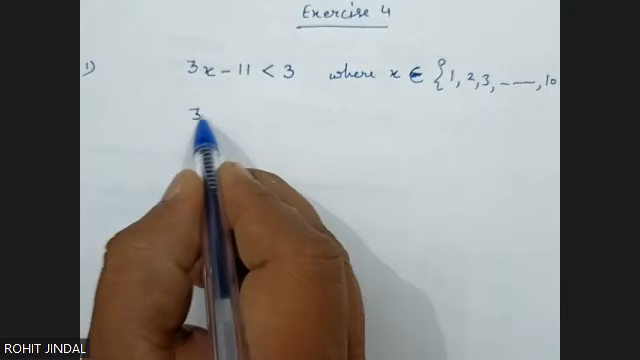 Exercise 4
1) 3x - 11 < 3 where x ∈ { 1, 2, 3, - —, 10
3
ROHIT JINDAL